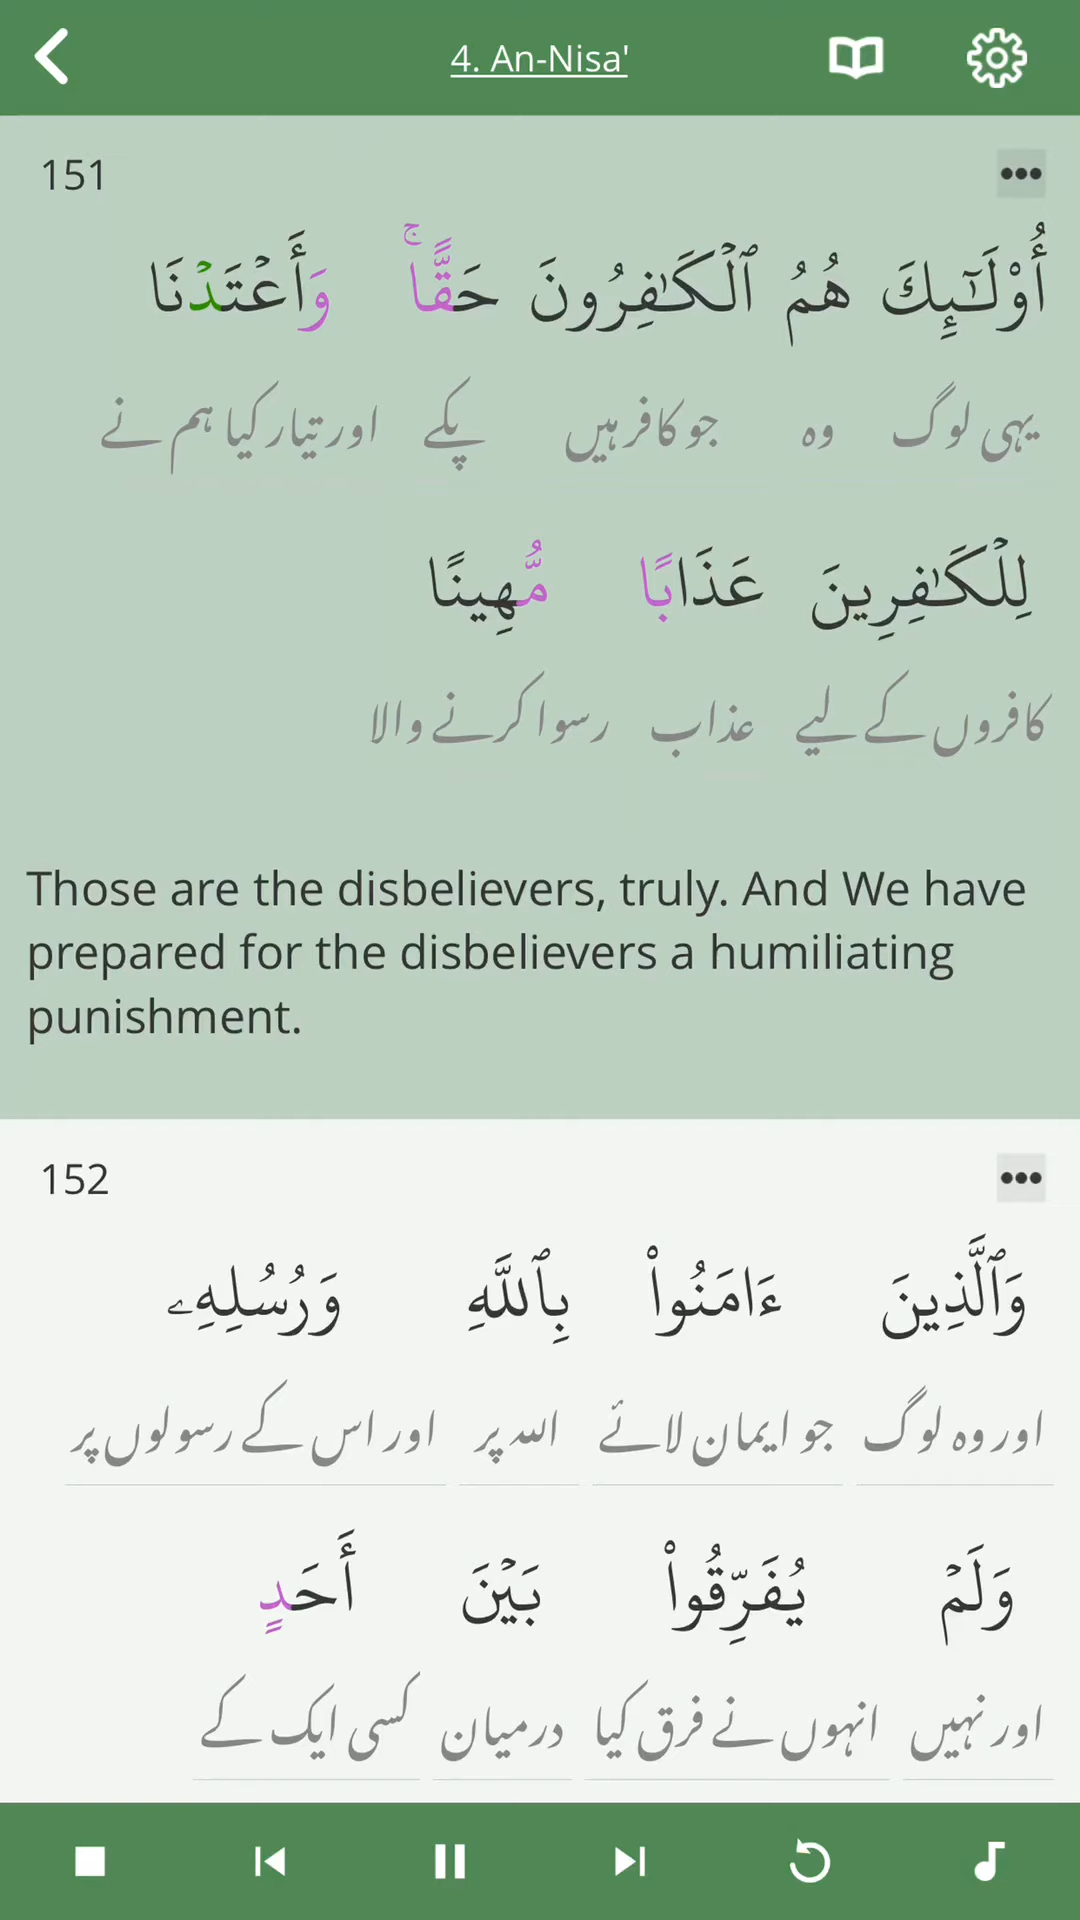 4. An-Nisa'
151
أُو۟لَـٰٓئِكَ هُمُ ٱلْكَـٰفِرُونَ حَقًّا ۚ وَأَعْتَدْنَا
یہی لوگ وہ جو کافر ہیں پکے اور تیار کیا ہم نے
لِلْكَـٰفِرِينَ عَذَابًا مُّهِينًا
کافروں کے لیے عذاب رسوا کرنے والا
Those are the disbelievers, truly. And We have
prepared for the disbelievers a humiliating
punishment.
152
وَٱلَّذِينَ ءَامَنُوا۟ بِٱللَّهِ وَرُسُلِهِۦ
اور وہ لوگ جو ایمان لائے اللہ پر اور اس کے رسولوں پر
وَلَمْ يُفَرِّقُوا۟ بَيْنَ أَحَدٍ
اور نہیں انہوں نے فرق کیا درمیان کسی ایک کے